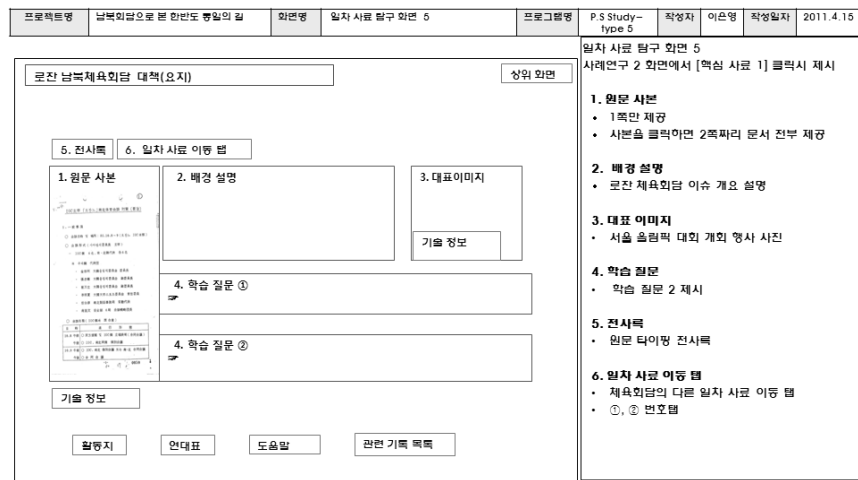 프로젝트명 남북회담으로 본 한반도 통일의 길 화면명 일차 사료 탐구 화면 5 프로그램명 P.S Study-type 5 작성자 이은영 작성일자 2011.4.15
로잔 남북체육회담 대책(요지)
상위 화면
5. 전사록
6. 일차 사료 이동 탭
1. 원문 사본
2. 배경 설명
3. 대표이미지
기술 정보
4. 학습 질문 ①
☞
4. 학습 질문 ②
☞
기술 정보
활동지
연대표
도움말
관련 기록 목록
일차 사료 탐구 화면 5
사례연구 2 화면에서 [핵심 사료 1] 클릭시 제시
1. 원문 사본
• 1쪽만 제공
• 사본을 클릭하면 2쪽짜리 문서 전부 제공
2. 배경 설명
• 로잔 체육회담 이슈 개요 설명
3. 대표 이미지
• 서울 올림픽 대회 개회 행사 사진
4. 학습 질문
• 학습 질문 2 제시
5. 전사록
• 원문 타이핑 전사록
6. 일차 사료 이동 탭
• 체육회담의 다른 일차 사료 이동 탭
• ①, ② 번호탭